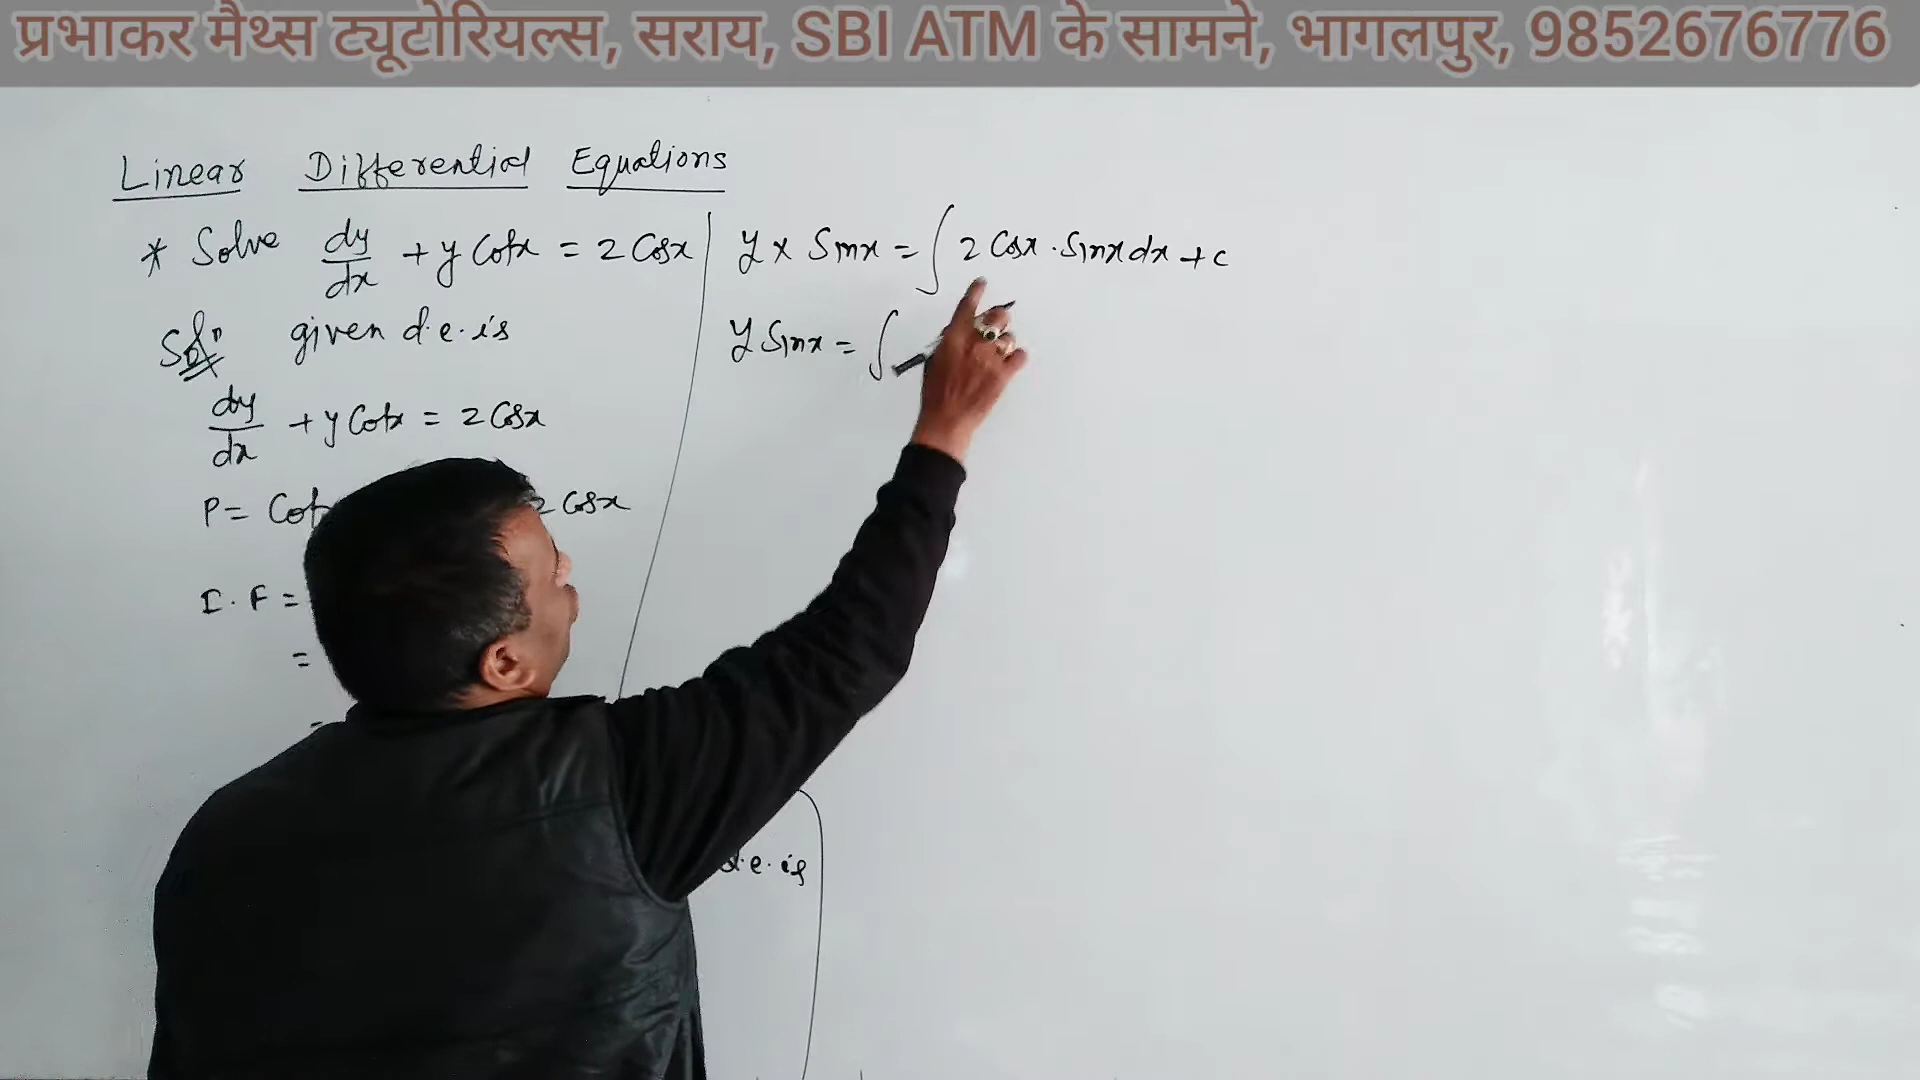 प्रभाकर मैथ्स ट्यूटोरियल्स, सराय, SBI ATM के सामने, भागलपुर, 9852676776
Linear Differential Equations
* Solve dy/dx + y Cotx = 2 Cosx
Soln given d.e. is
dy/dx + y Cotx = 2 Cosx
P = Cot 2 Cosx
I.F =
=
=
d.e. is
y x Sinx = ∫ 2 Cosx . Sinx dx + c
y Sinx = ∫